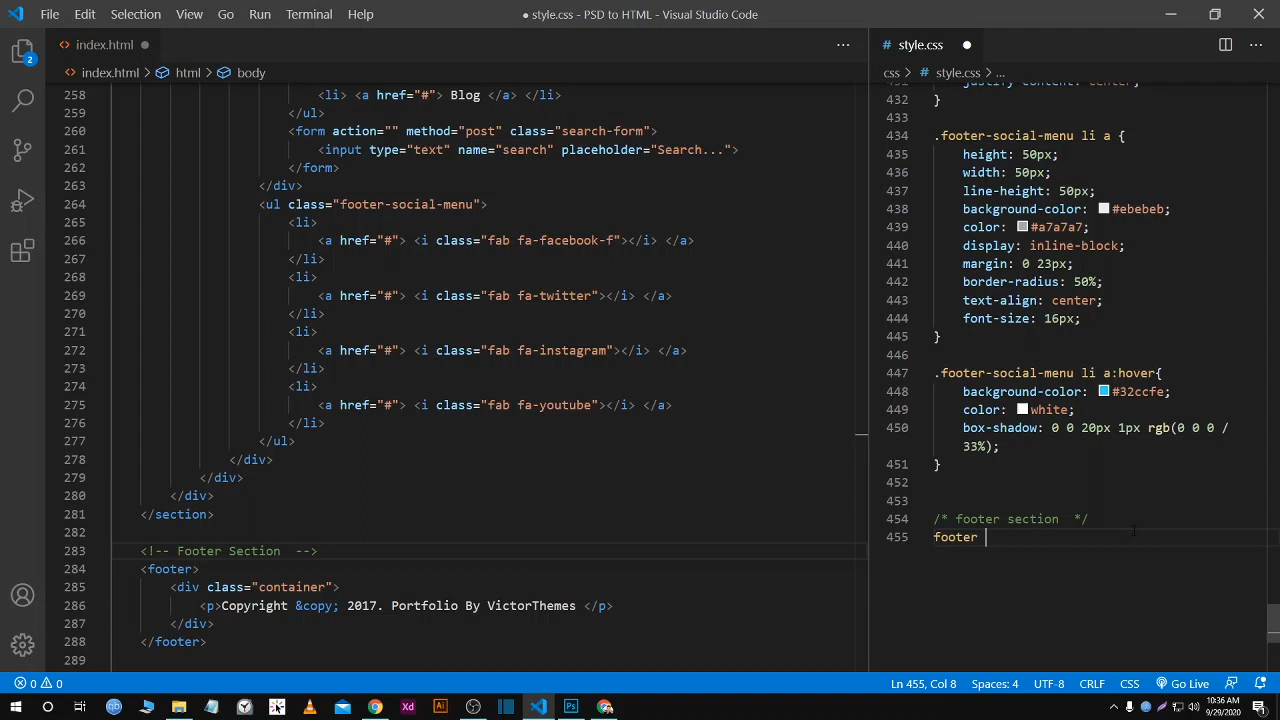 File Edit Selection View Go Run Terminal Help
● style.css - PSD to HTML - Visual Studio Code
index.html
index.html > html > body
258 <li> <a href="#"> Blog </a> </li>
259 </ul>
260 <form action="" method="post" class="search-form">
261 <input type="text" name="search" placeholder="Search...">
262 </form>
263 </div>
264 <ul class="footer-social-menu">
265 <li>
266 <a href="#"> <i class="fab fa-facebook-f"></i> </a>
267 </li>
268 <li>
269 <a href="#"> <i class="fab fa-twitter"></i> </a>
270 </li>
271 <li>
272 <a href="#"> <i class="fab fa-instagram"></i> </a>
273 </li>
274 <li>
275 <a href="#"> <i class="fab fa-youtube"></i> </a>
276 </li>
277 </ul>
278 </div>
279 </div>
280 </div>
281 </section>
282
283 <!-- Footer Section  -->
284 <footer>
285 <div class="container">
286 <p>Copyright &copy; 2017. Portfolio By VictorThemes </p>
287 </div>
288 </footer>
289
# style.css
css > # style.css > ...
432 }
433
434 .footer-social-menu li a {
435 height: 50px;
436 width: 50px;
437 line-height: 50px;
438 background-color: #ebebeb;
439 color: #a7a7a7;
440 display: inline-block;
441 margin: 0 23px;
442 border-radius: 50%;
443 text-align: center;
444 font-size: 16px;
445 }
446
447 .footer-social-menu li a:hover{
448 background-color: #32ccfe;
449 color: white;
450 box-shadow: 0 0 20px 1px rgb(0 0 0 /
33%);
451 }
452
453
454 /* footer section  */
455 footer
0 0
Ln 455, Col 8 Spaces: 4 UTF-8 CRLF CSS Go Live
10:36 AM
9/29/2020